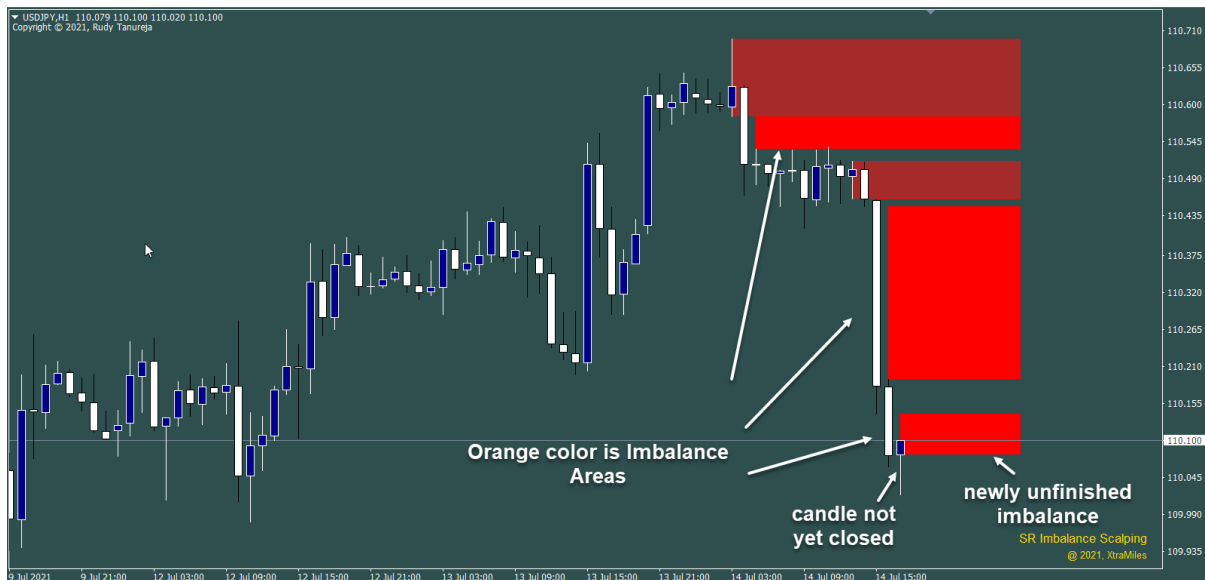 USDJPY,H1 110.079 110.100 110.020 110.100
Copyright © 2021, Rudy Tanureja
110.710
110.655
110.600
110.545
110.490
110.435
110.375
110.320
110.265
110.210
110.155
110.100
110.045
109.990
109.935
Orange color is Imbalance
Areas
candle not
yet closed
newly unfinished
imbalance
SR Imbalance Scalping
@ 2021, XtraMiles
9 Jul 2021 9 Jul 21:00 12 Jul 03:00 12 Jul 09:00 12 Jul 15:00 12 Jul 21:00 13 Jul 03:00 13 Jul 09:00 13 Jul 15:00 13 Jul 21:00 14 Jul 03:00 14 Jul 09:00 14 Jul 15:00